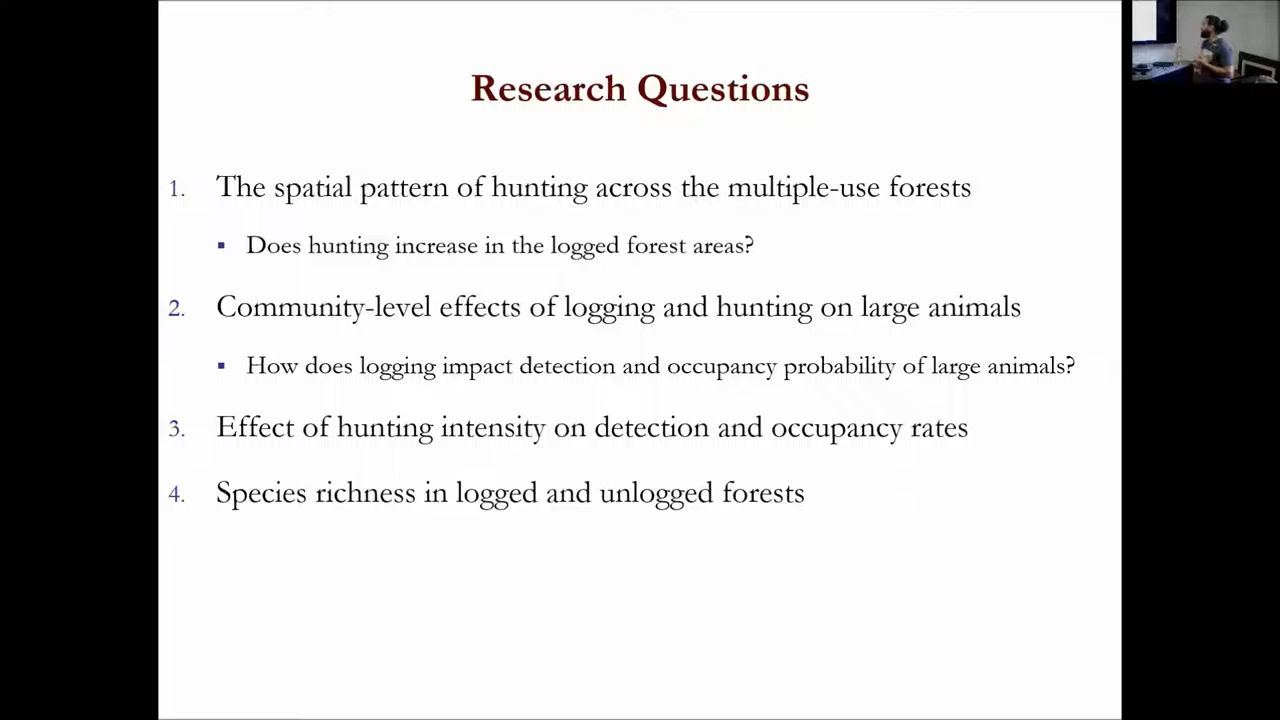 Research Questions
1. The spatial pattern of hunting across the multiple-use forests
▪ Does hunting increase in the logged forest areas?
2. Community-level effects of logging and hunting on large animals
▪ How does logging impact detection and occupancy probability of large animals?
3. Effect of hunting intensity on detection and occupancy rates
4. Species richness in logged and unlogged forests